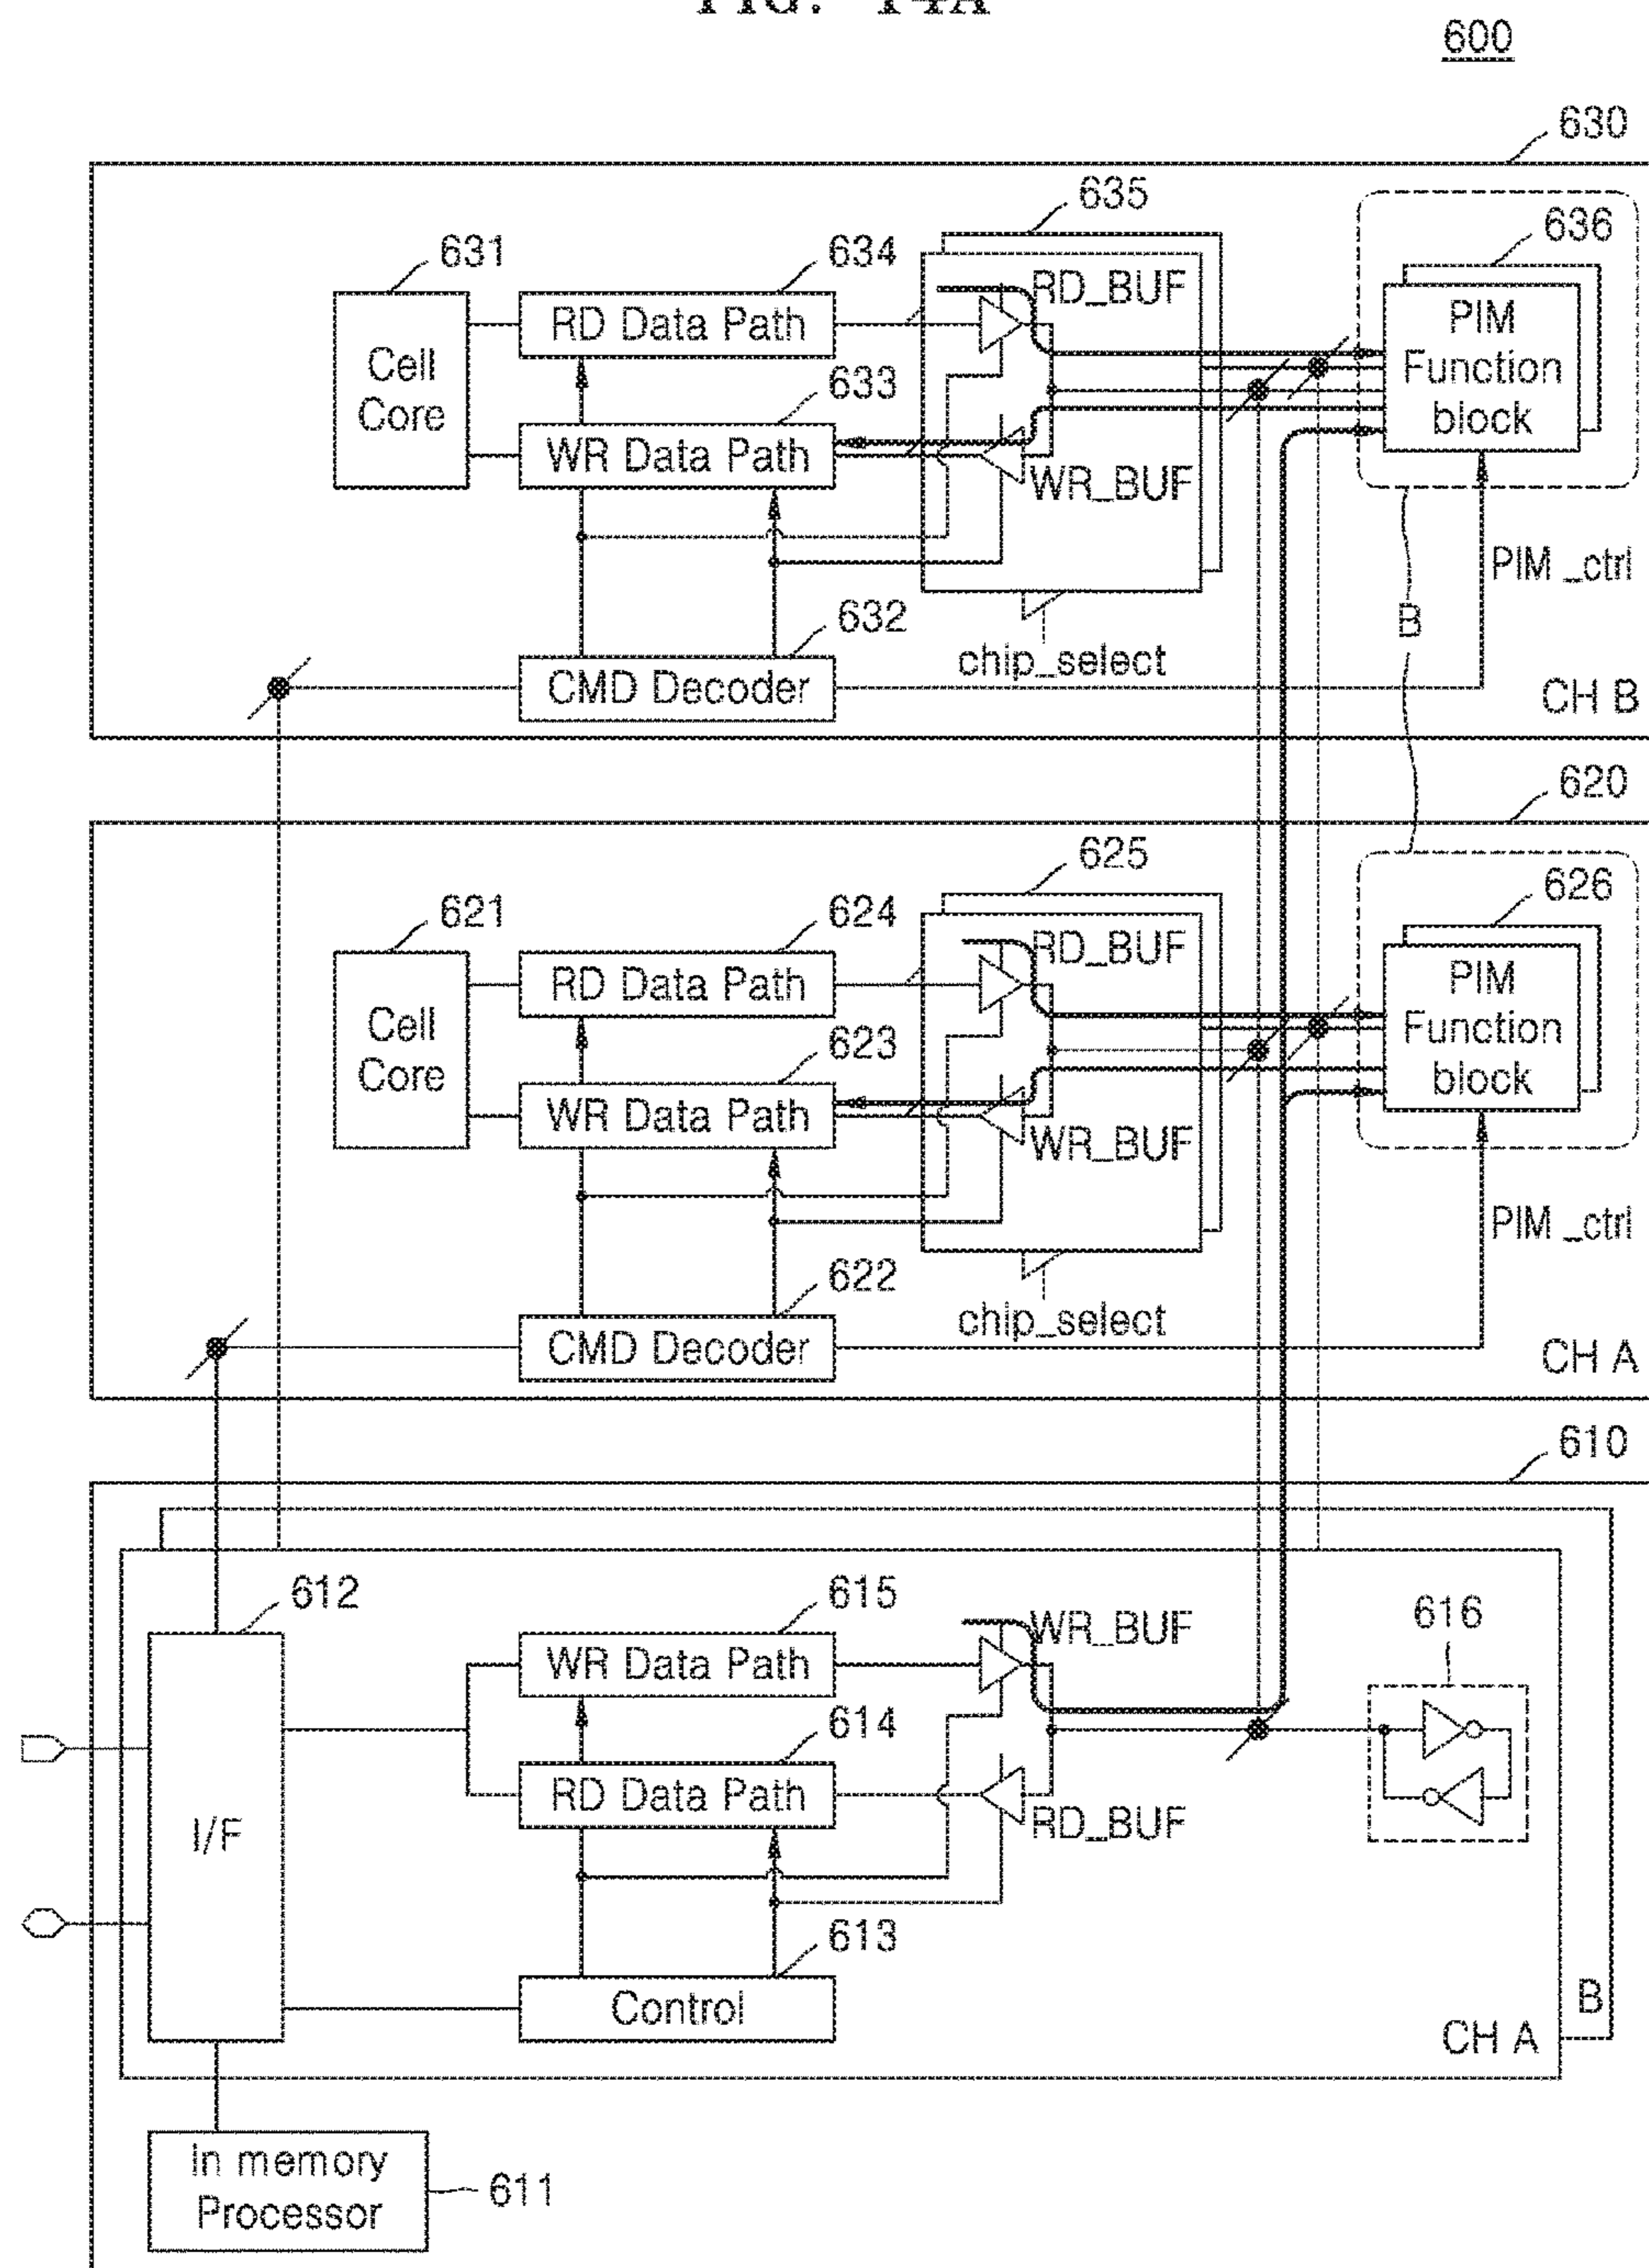 FIG. 14A
600
630
635
636
631
634
RD_BUF
PIM
Function
block
RD Data Path
Cell
Core
633
WR Data Path
WR_BUF
PIM _ctrl
632
B
chip_select
CMD Decoder
CH B
620
625
626
621
624
RD_BUF
PIM
Function
block
RD Data Path
Cell
Core
623
WR Data Path
WR_BUF
PIM _ctrl
622
chip_select
CMD Decoder
CH A
610
612
615
WR_BUF
616
WR Data Path
614
RD Data Path
RD_BUF
I/F
613
Control
B
CH A
In memory
Processor
611